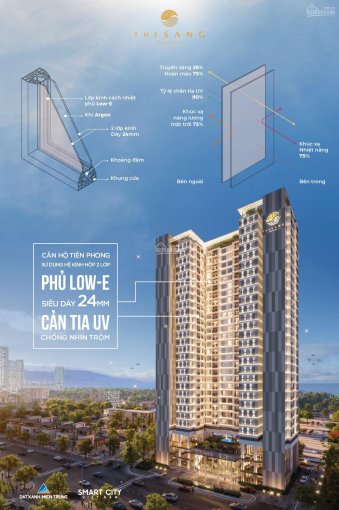 THE SANG
Lớp kính cách nhiệt
phủ Low-E
Khí Argon
2 lớp kính
Dày 24mm
Khoảng đệm
Khung cửa
Truyền sáng 26%
Hoàn màu 75%
Tỷ lệ chắn tia UV
90%
Khúc xạ
năng lượng
mặt trời 75%
Khúc xạ
Nhiệt năng
75%
Bên ngoài
Bên trong
CĂN HỘ TIÊN PHONG
SỬ DỤNG HỆ KÍNH HỘP 2 LỚP
PHỦ LOW-E
SIÊU DÀY 24MM
CẢN TIA UV
CHỐNG NHÌN TRỘM
DATXANH MIEN TRUNG
SMART CITY